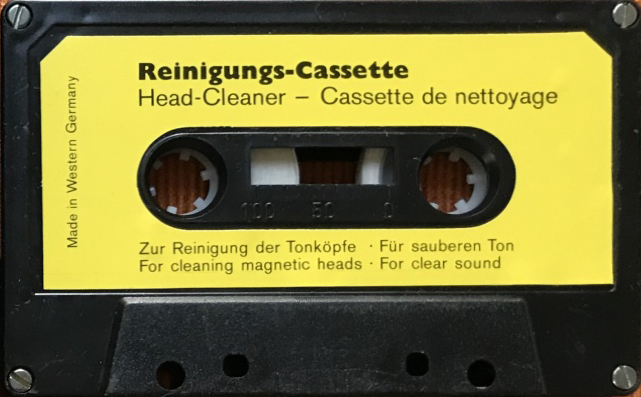 Reinigungs-Cassette
Head-Cleaner – Cassette de nettoyage
Made in Western Germany
100 50 0
Zur Reinigung der Tonköpfe · Für sauberen Ton
For cleaning magnetic heads · For clear sound